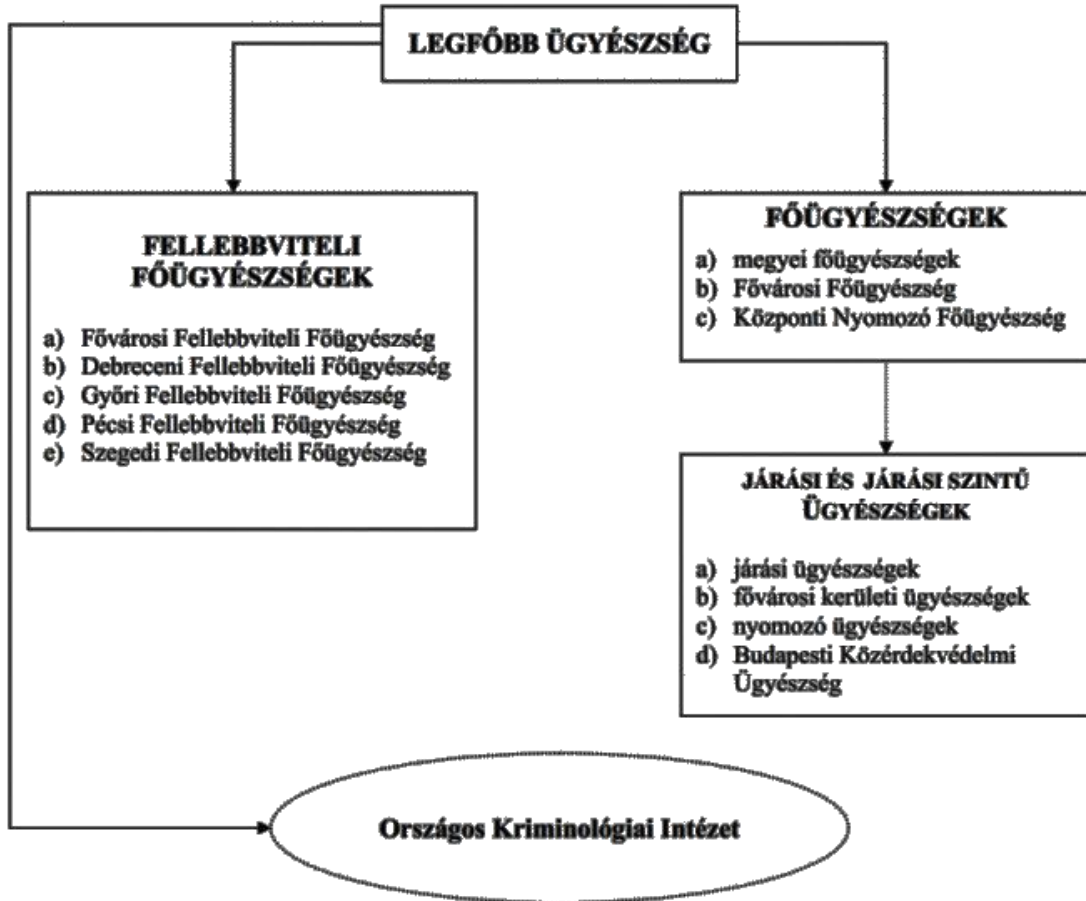 LEGFŐBB ÜGYÉSZSÉG
FELLEBBVITELI
FŐÜGYÉSZSÉGEK
a) Fővárosi Fellebbviteli Főügyészség
b) Debreceni Fellebbviteli Főügyészség
c) Győri Fellebbviteli Főügyészség
d) Pécsi Fellebbviteli Főügyészség
e) Szegedi Fellebbviteli Főügyészség
FŐÜGYÉSZSÉGEK
a) megyei főügyészségek
b) Fővárosi Főügyészség
c) Központi Nyomozó Főügyészség
JÁRÁSI ÉS JÁRÁSI SZINTŰ
ÜGYÉSZSÉGEK
a) járási ügyészségek
b) fővárosi kerületi ügyészségek
c) nyomozó ügyészségek
d) Budapesti Közérdekvédelmi
Ügyészség
Országos Kriminológiai Intézet